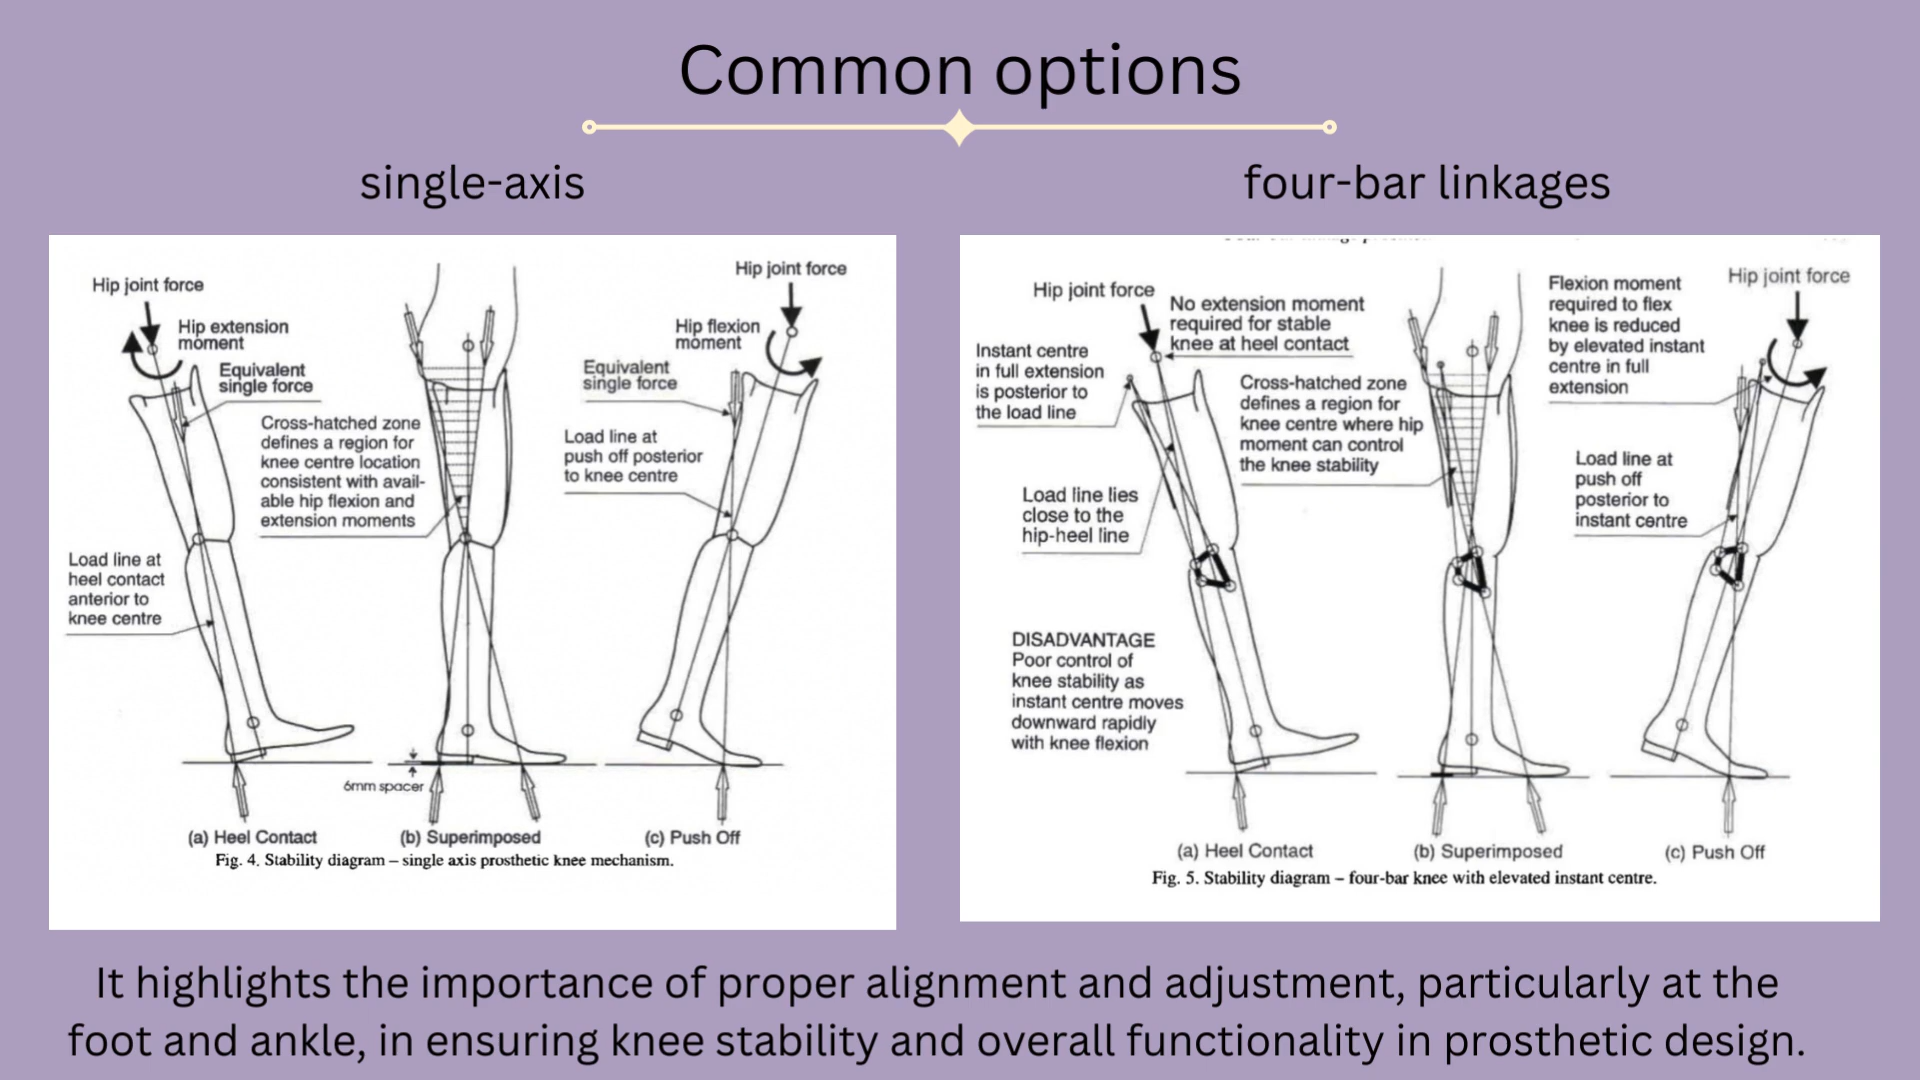 Common options
single-axis
four-bar linkages
Hip joint force
Hip extension
moment
Equivalent
single force
Cross-hatched zone
defines a region for
knee centre location
consistent with avail-
able hip flexion and
extension moments
Load line at
heel contact
anterior to
knee centre
6mm spacer
Hip joint force
Hip flexion
moment
Equivalent
single force
Load line at
push off posterior
to knee centre
(a) Heel Contact
(b) Superimposed
(c) Push Off
Fig. 4. Stability diagram – single axis prosthetic knee mechanism.
Hip joint force
No extension moment
required for stable
knee at heel contact
Instant centre
in full extension
is posterior to
the load line
Cross-hatched zone
defines a region for
knee centre where hip
moment can control
the knee stability
Load line lies
close to the
hip-heel line
DISADVANTAGE
Poor control of
knee stability as
instant centre moves
downward rapidly
with knee flexion
Flexion moment
required to flex
knee is reduced
by elevated instant
centre in full
extension
Hip joint force
Load line at
push off
posterior to
instant centre
(a) Heel Contact
(b) Superimposed
(c) Push Off
Fig. 5. Stability diagram – four-bar knee with elevated instant centre.
It highlights the importance of proper alignment and adjustment, particularly at the
foot and ankle, in ensuring knee stability and overall functionality in prosthetic design.